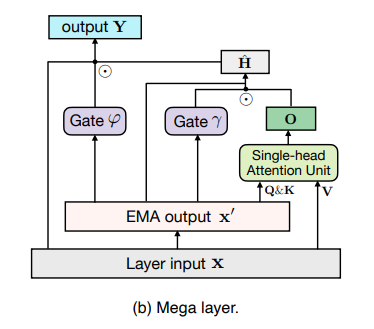 output Y
⊙
Ĥ
⊙
Gate φ
Gate γ
O
Single-head
Attention Unit
Q&K
V
EMA output x′
Layer input x
(b) Mega layer.